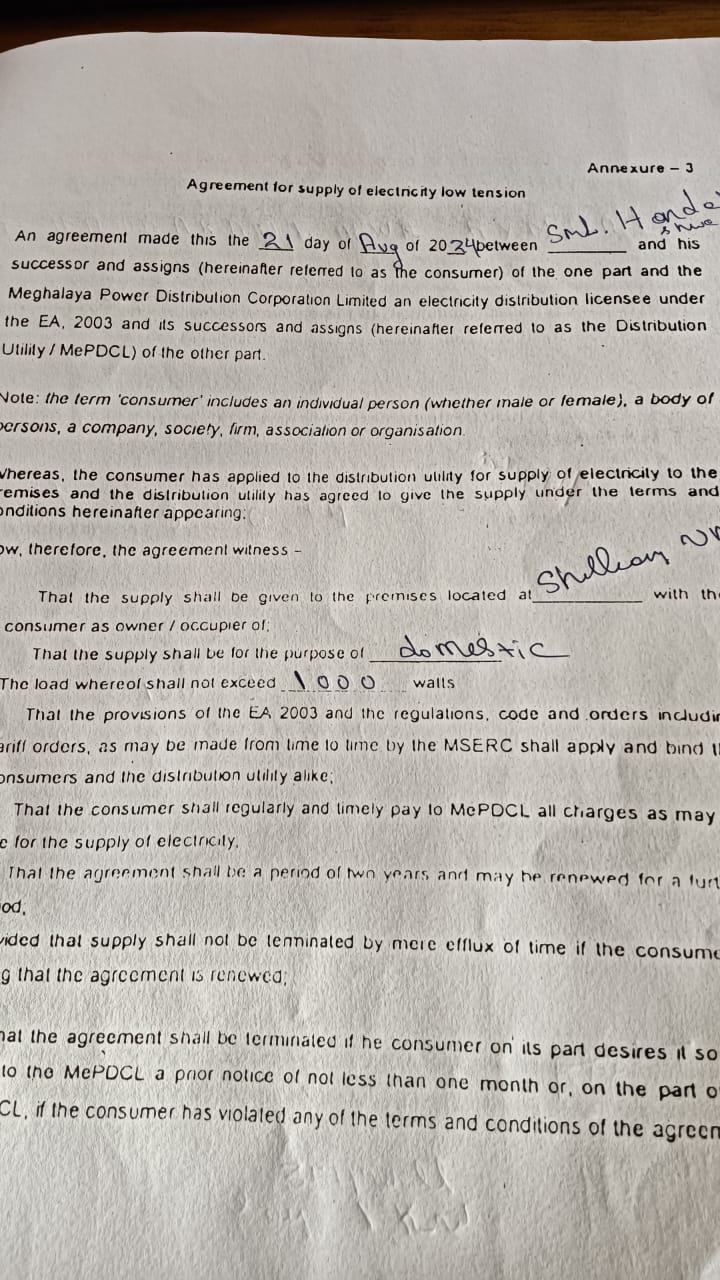 Annexure – 3
Agreement for supply of electricity low tension
An agreement made this the 21 day of Aug of 2034 between Smt. and his
successor and assigns (hereinafter referred to as the consumer) of the one part and the
Meghalaya Power Distribution Corporation Limited an electricity distribution licensee under
the EA, 2003 and its successors and assigns (hereinafter referred to as the Distribution
Utility / MePDCL) of the other part.
Note: the term 'consumer' includes an individual person (whether male or female), a body of
persons, a company, society, firm, association or organisation.
Whereas, the consumer has applied to the distribution utility for supply of electricity to the
remises and the distribution utility has agreed to give the supply under the terms and
onditions hereinafter appearing:
ow, therefore, the agreement witness –
That the supply shall be given to the premises located at with the
consumer as owner / occupier of;
That the supply shall be for the purpose of domestic
The load whereof shall not exceed 1000 watts
That the provisions of the EA 2003 and the regulations, code and orders includin
ariff orders, as may be made from time to time by the MSERC shall apply and bind t
onsumers and the distribution utility alike;
That the consumer shall regularly and timely pay to MePDCL all charges as may
e for the supply of electricity.
That the agreement shall be a period of two years and may be renewed for a furt
od,
vided that supply shall not be terminated by mere efflux of time if the consume
g that the agreement is renewed;
hat the agreement shall be terminated if he consumer on its part desires it so
to the MePDCL a prior notice of not less than one month or, on the part o
CL, if the consumer has violated any of the terms and conditions of the agreem